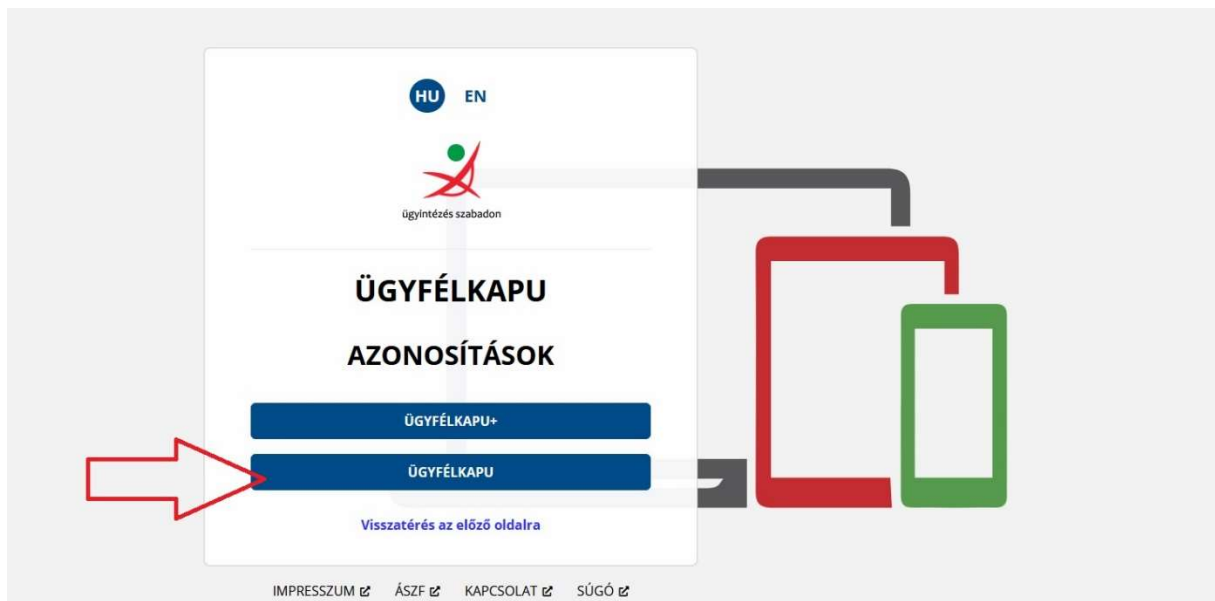 HU EN
ügyintézés szabadon
ÜGYFÉLKAPU
AZONOSÍTÁSOK
ÜGYFÉLKAPU+
ÜGYFÉLKAPU
Visszatérés az előző oldalra
IMPRESSZUM ÁSZF KAPCSOLAT SÚGÓ